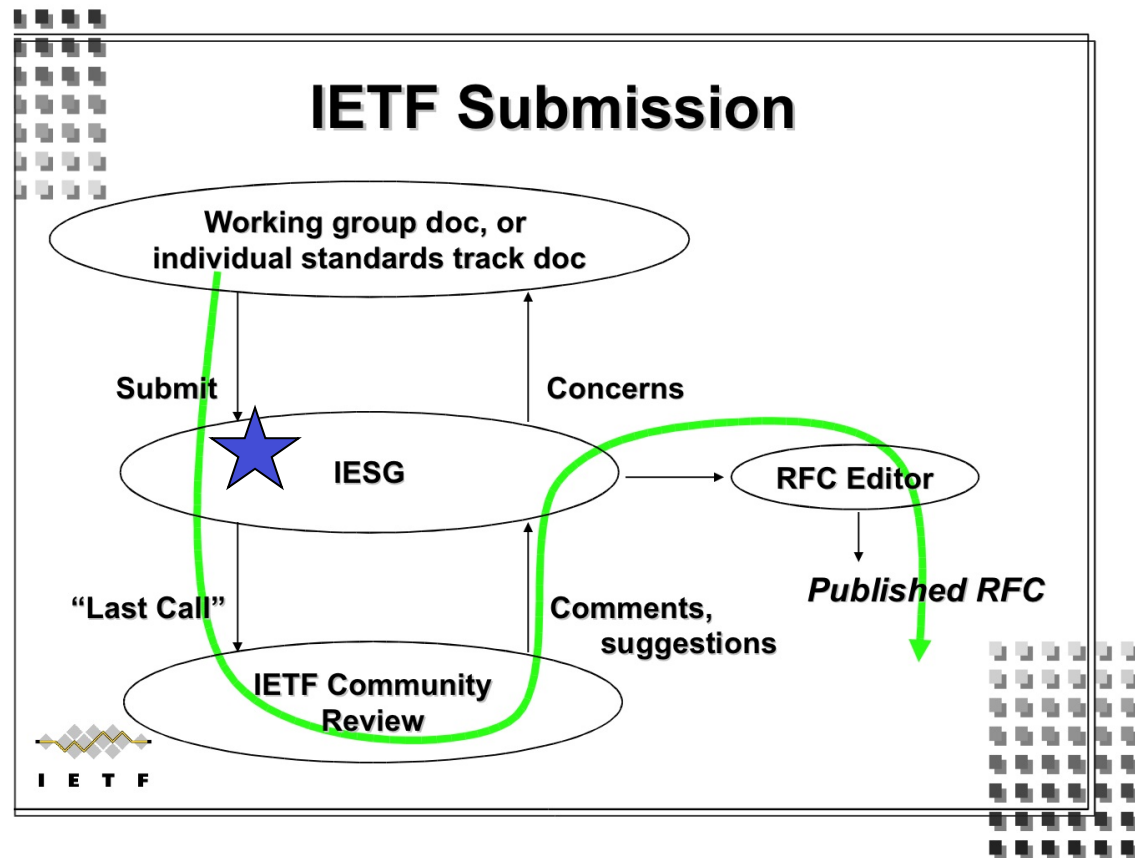 IETF Submission
Working group doc, or
individual standards track doc
Submit
Concerns
IESG
RFC Editor
“Last Call”
Comments,
suggestions
Published RFC
IETF Community
Review
I E T F